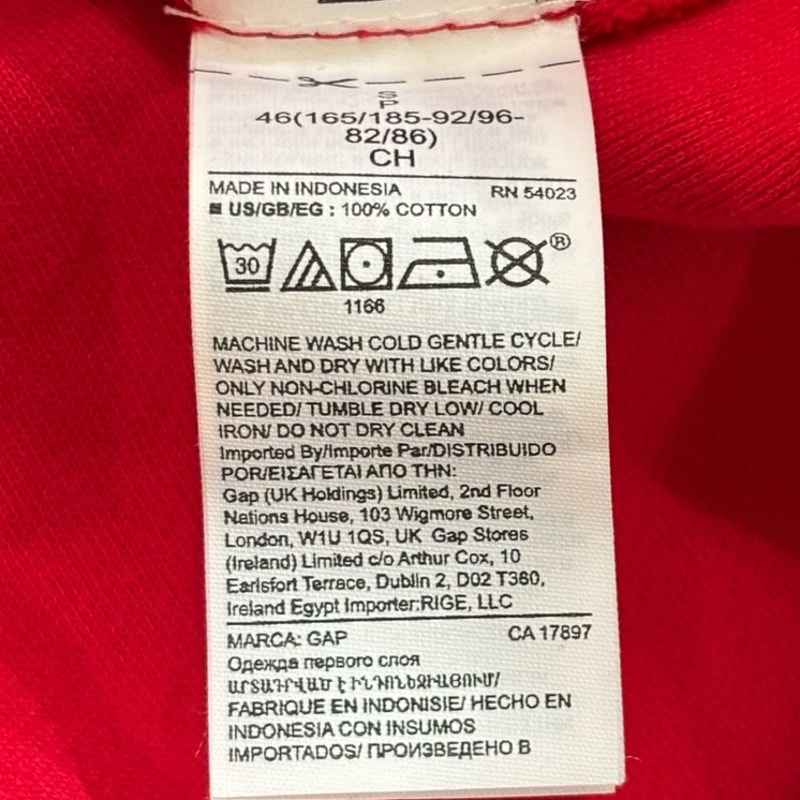 S
P
46(165/185-92/96-
82/86)
CH
MADE IN INDONESIA RN 54023
US/GB/EG : 100% COTTON
30 ®
1166
MACHINE WASH COLD GENTLE CYCLE/
WASH AND DRY WITH LIKE COLORS/
ONLY NON-CHLORINE BLEACH WHEN
NEEDED/ TUMBLE DRY LOW/ COOL
IRON/ DO NOT DRY CLEAN
Imported By/Importe Par/DISTRIBUIDO
POR/ΕΙΣΑΓΕΤΑΙ ΑΠΟ ΤΗΝ:
Gap (UK Holdings) Limited, 2nd Floor
Nations House, 103 Wigmore Street,
London, W1U 1QS, UK Gap Stores
(Ireland) Limited c/o Arthur Cox, 10
Earlsfort Terrace, Dublin 2, D02 T380,
Ireland Egypt Importer:RIGE, LLC
MARCA: GAP CA 17897
Одежда первого слоя
ԱՐՏԱԴՐՎԱԾ Է ԻՆԴՈՆԵԶԻԱՅՈՒՄ/
FABRIQUE EN INDONISIE/ HECHO EN
INDONESIA CON INSUMOS
IMPORTADOS/ ПРОИЗВЕДЕНО В